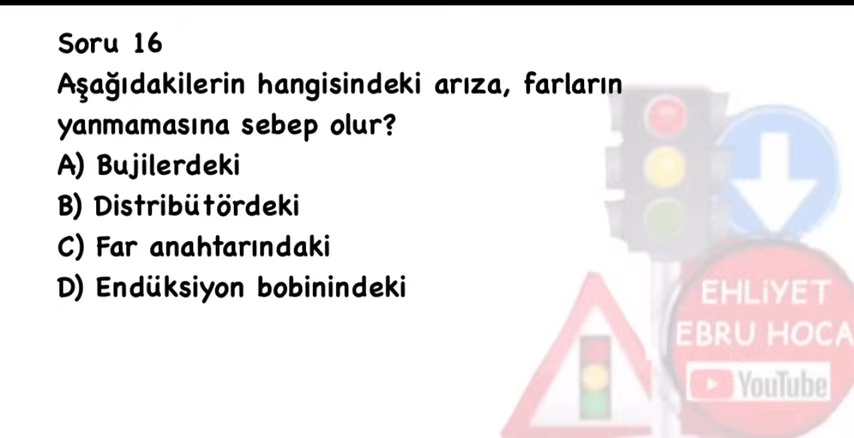 Soru 16
Aşağıdakilerin hangisindeki arıza, farların
yanmamasına sebep olur?
A) Bujilerdeki
B) Distribütördeki
C) Far anahtarındaki
D) Endüksiyon bobinindeki
EHLİYET
EBRU HOCA
YouTube